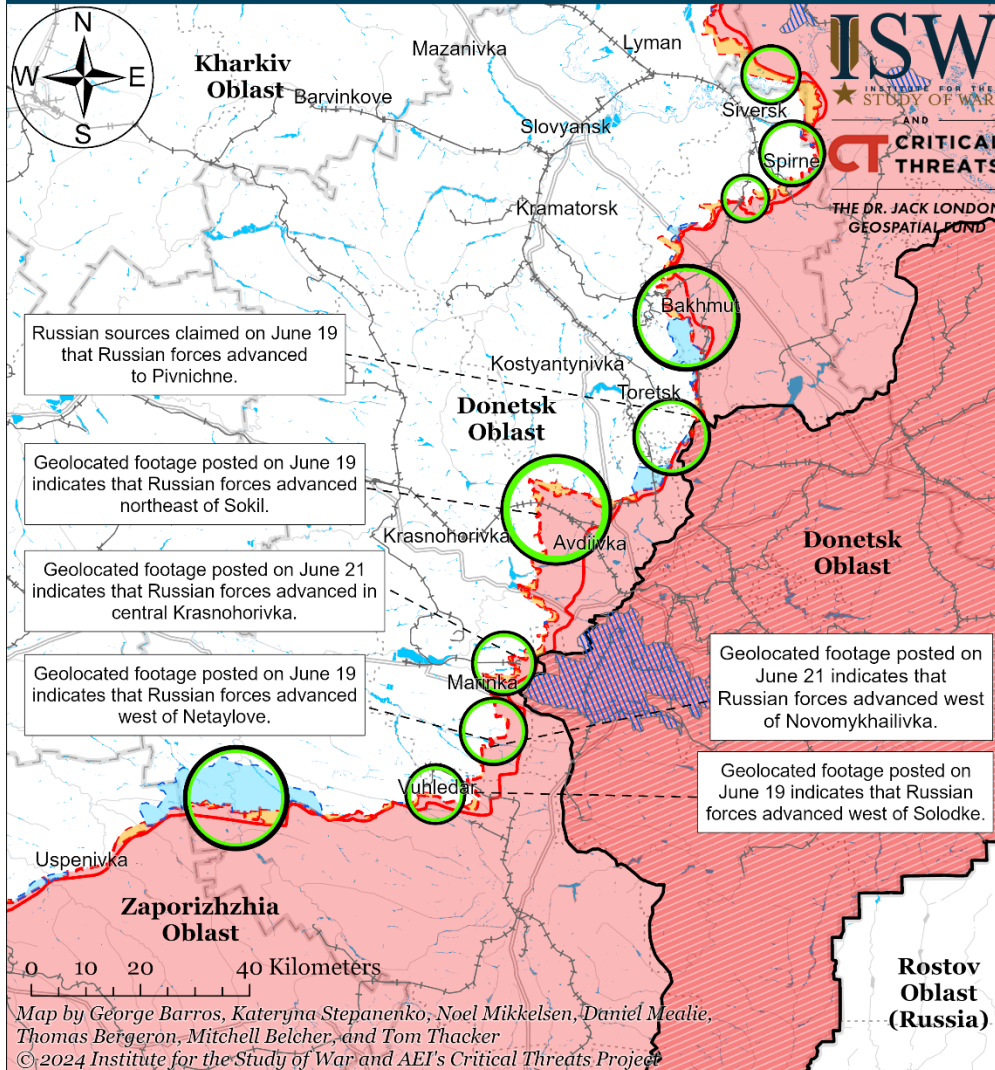 N
W
E
S
Kharkiv
Oblast
Mazanivka
Lyman
Barvinkove
Slovyansk
Siversk
Spirne
Kramatorsk
ISW
INSTITUTE FOR THE
STUDY OF WAR
AND
CT CRITICAL
THREATS
THE DR. JACK LONDON
GEOSPATIAL FUND
Bakhmut
Russian sources claimed on June 19
that Russian forces advanced
to Pivnichne.
Kostyantynivka
Toretsk
Donetsk
Oblast
Geolocated footage posted on June 19
indicates that Russian forces advanced
northeast of Sokil.
Krasnohorivka
Avdiivka
Donetsk
Oblast
Geolocated footage posted on June 21
indicates that Russian forces advanced in
central Krasnohorivka.
Marinka
Geolocated footage posted on June 19
indicates that Russian forces advanced
west of Netaylove.
Geolocated footage posted on
June 21 indicates that
Russian forces advanced west
of Novomykhailivka.
Vuhledar
Geolocated footage posted on
June 19 indicates that Russian
forces advanced west of Solodke.
Uspenivka
Zaporizhzhia
Oblast
0 10 20 40 Kilometers
Rostov
Oblast
(Russia)
Map by George Barros, Kateryna Stepanenko, Noel Mikkelsen, Daniel Mealie,
Thomas Bergeron, Mitchell Belcher, and Tom Thacker
© 2024 Institute for the Study of War and AEI's Critical Threats Project